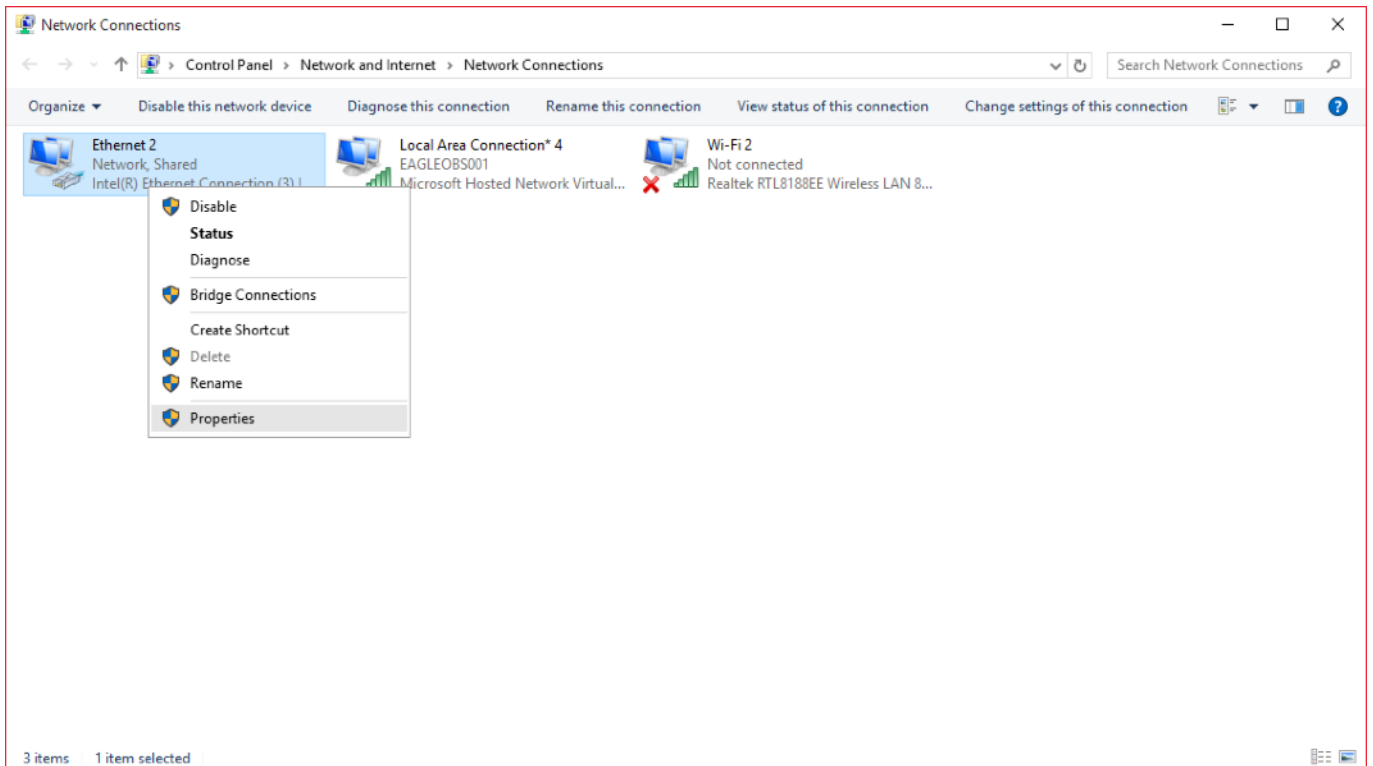 Network Connections
Control Panel > Network and Internet > Network Connections
Search Network Connections
Organize Disable this network device Diagnose this connection Rename this connection View status of this connection Change settings of this connection
Ethernet 2
Network, Shared
Intel(R) Ethernet Connection (3) I
Local Area Connection* 4
EAGLEOBS001
Microsoft Hosted Network Virtual...
Wi-Fi 2
Not connected
Realtek RTL8188EE Wireless LAN 8...
Disable
Status
Diagnose
Bridge Connections
Create Shortcut
Delete
Rename
Properties
3 items 1 item selected